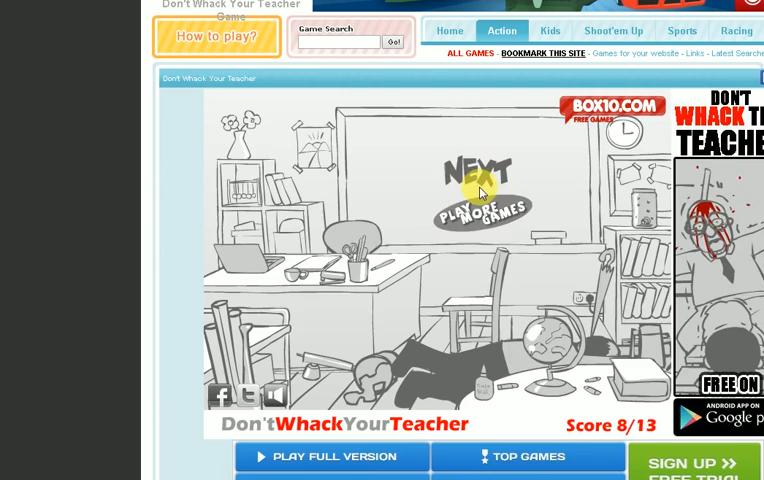 Don't Whack Your Teacher
Game
How to play?
Game Search
Go!
Home
Action
Kids
Shoot'em Up
Sports
Racing
ALL GAMES - BOOKMARK THIS SITE - Games for your website - Links - Latest Searche
Don't Whack Your Teacher
BOX10.COM
FREE GAMES
DON'T
WHACK
TEACHE
NEXT
PLAY MORE GAMES
FREE ON
ANDROID APP ON
Google p
Don'tWhackYourTeacher
Score 8/13
PLAY FULL VERSION
TOP GAMES
SIGN UP >>
FREE TRIAL